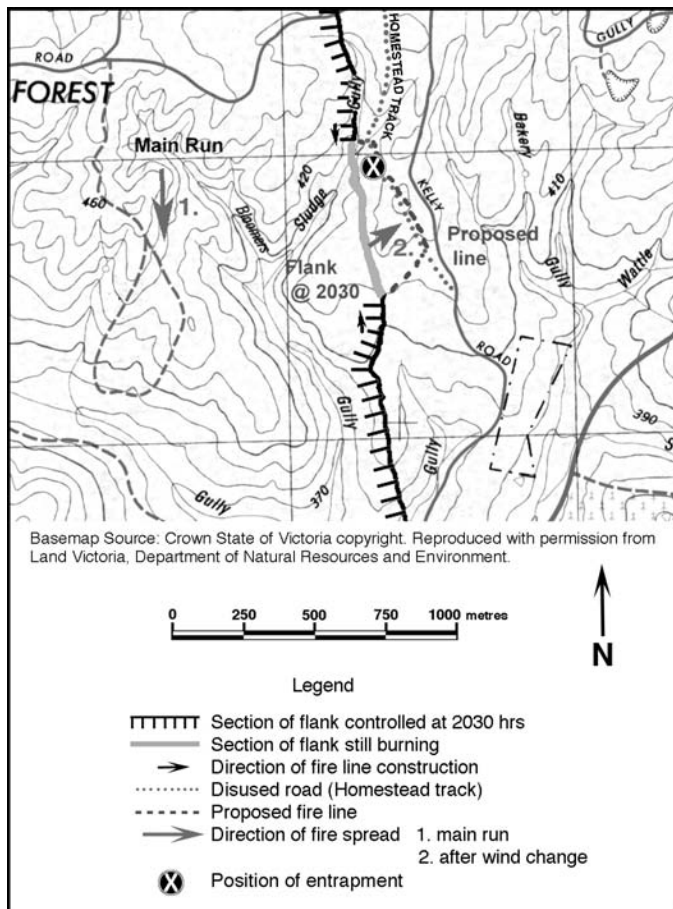 ROAD
FOREST
Gully
HOMESTEAD TRACK
GULLY
Main Run
1.
460
Bloomers
Sludge
420
KELLY
Bakery
410
Gully
Wattle
2.
Proposed
line
Flank
@ 2030
ROAD
Gully
Gully
Gully
370
390
S
Basemap Source: Crown State of Victoria copyright. Reproduced with permission from
Land Victoria, Department of Natural Resources and Environment.
0 250 500 750 1000 metres
N
Legend
Section of flank controlled at 2030 hrs
Section of flank still burning
Direction of fire line construction
Disused road (Homestead track)
Proposed fire line
Direction of fire spread 1. main run
2. after wind change
X Position of entrapment